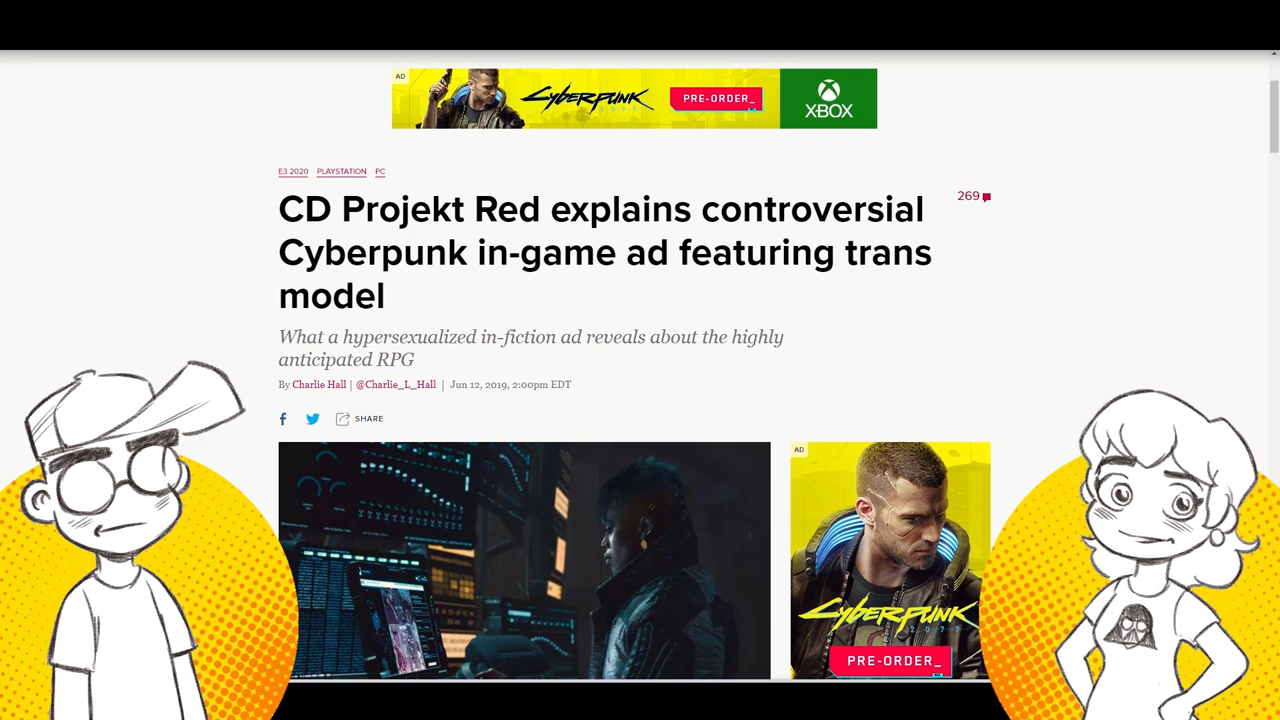 AD
CYBERPUNK
2077
PRE-ORDER_
XBOX
E3 2020 PLAYSTATION PC
CD Projekt Red explains controversial
Cyberpunk in-game ad featuring trans
model
269
What a hypersexualized in-fiction ad reveals about the highly
anticipated RPG
By Charlie Hall | @Charlie_L_Hall | Jun 12, 2019, 2:00pm EDT
SHARE
AD
CYBERPUNK
2077
PRE-ORDER_